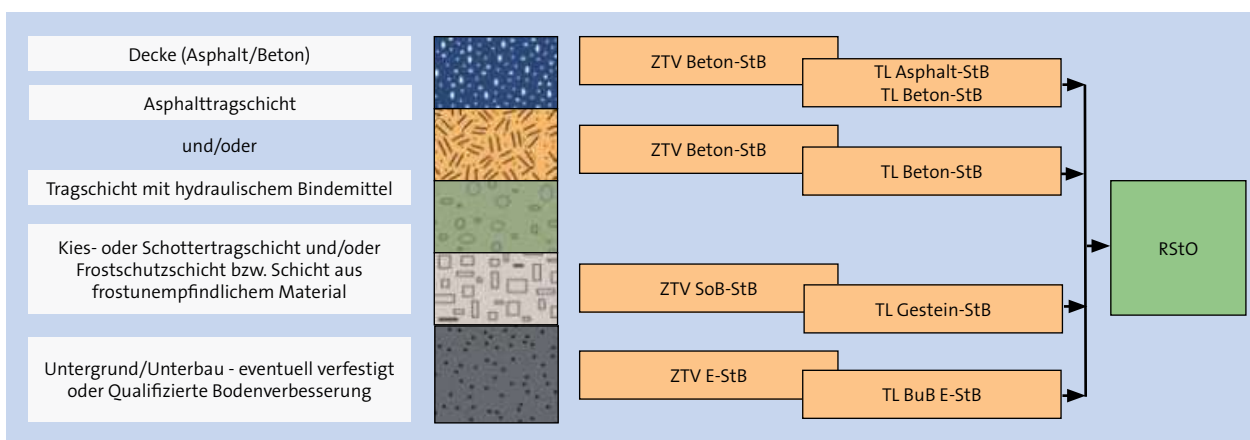 Decke (Asphalt/Beton)
Asphalttragschicht
und/oder
Tragschicht mit hydraulischem Bindemittel
Kies- oder Schottertragschicht und/oder
Frostschutzschicht bzw. Schicht aus
frostunempfindlichem Material
Untergrund/Unterbau - eventuell verfestigt
oder Qualifizierte Bodenverbesserung
ZTV Beton-StB
TL Asphalt-StB
TL Beton-StB
ZTV Beton-StB
TL Beton-StB
ZTV SoB-StB
TL Gestein-StB
ZTV E-StB
TL BuB E-StB
RStO